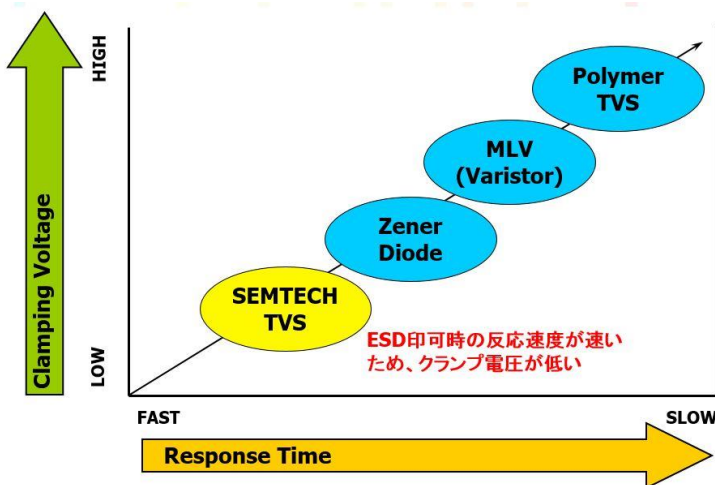 HIGH
Clamping Voltage
LOW
Polymer
TVS
MLV
(Varistor)
Zener
Diode
SEMTECH
TVS
ESD印可時の反応速度が速い
ため、クランプ電圧が低い
FAST
SLOW
Response Time